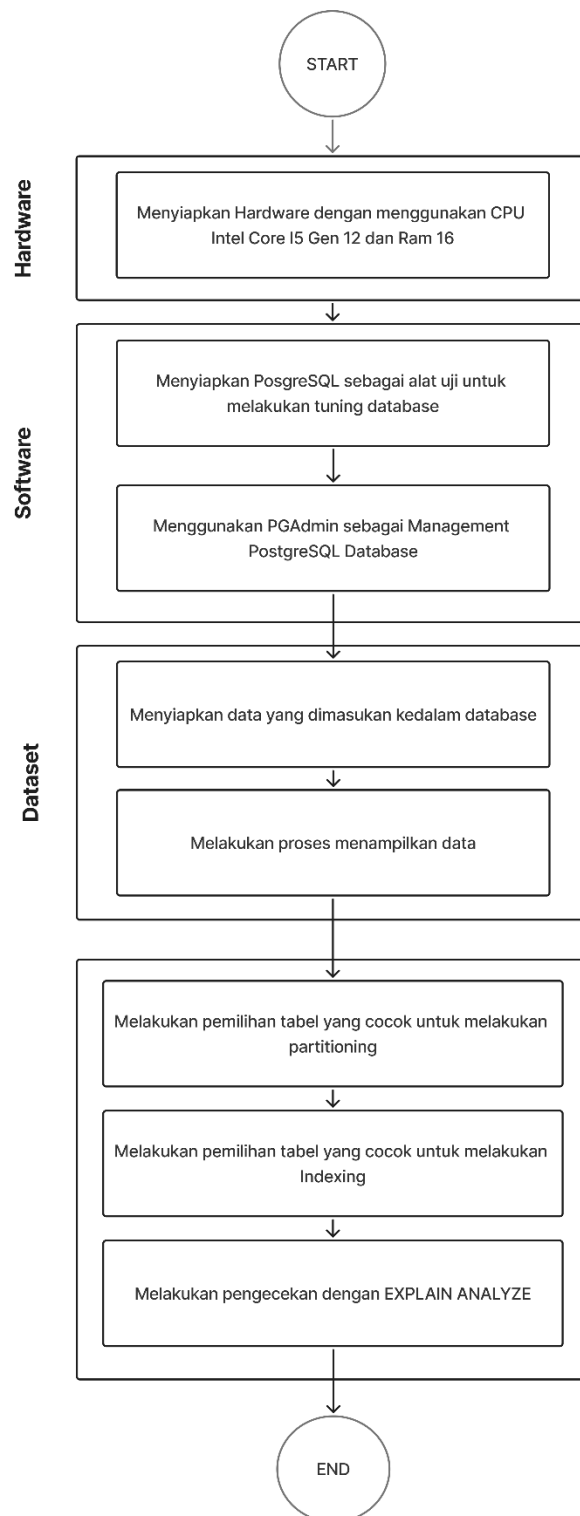 START
Hardware
Menyiapkan Hardware dengan menggunakan CPU
Intel Core I5 Gen 12 dan Ram 16
Software
Menyiapkan PosgreSQL sebagai alat uji untuk
melakukan tuning database
Menggunakan PGAdmin sebagai Management
PostgreSQL Database
Dataset
Menyiapkan data yang dimasukan kedalam database
Melakukan proses menampilkan data
Melakukan pemilihan tabel yang cocok untuk melakukan
partitioning
Melakukan pemilihan tabel yang cocok untuk melakukan
Indexing
Melakukan pengecekan dengan EXPLAIN ANALYZE
END